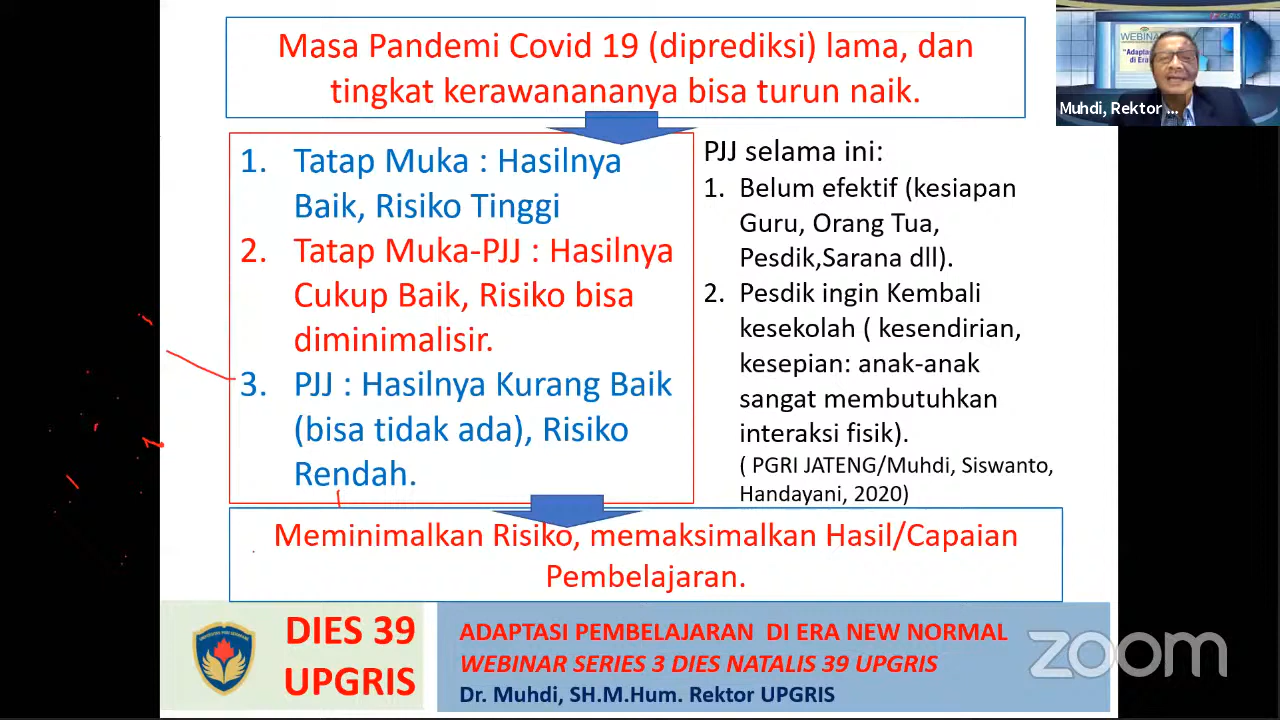 Masa Pandemi Covid 19 (diprediksi) lama, dan
tingkat kerawanananya bisa turun naik.
1. Tatap Muka : Hasilnya
Baik, Risiko Tinggi
2. Tatap Muka-PJJ : Hasilnya
Cukup Baik, Risiko bisa
diminimalisir.
3. PJJ : Hasilnya Kurang Baik
(bisa tidak ada), Risiko
Rendah.
PJJ selama ini:
1. Belum efektif (kesiapan
Guru, Orang Tua,
Pesdik,Sarana dll).
2. Pesdik ingin Kembali
kesekolah ( kesendirian,
kesepian: anak-anak
sangat membutuhkan
interaksi fisik).
( PGRI JATENG/Muhdi, Siswanto,
Handayani, 2020)
Meminimalkan Risiko, memaksimalkan Hasil/Capaian
Pembelajaran.
DIES 39
UPGRIS
ADAPTASI PEMBELAJARAN DI ERA NEW NORMAL
WEBINAR SERIES 3 DIES NATALIS 39 UPGRIS
Dr. Muhdi, SH.M.Hum. Rektor UPGRIS
zoom
WEBINAR
"Adaptas
di Era
Muhdi, Rektor ...